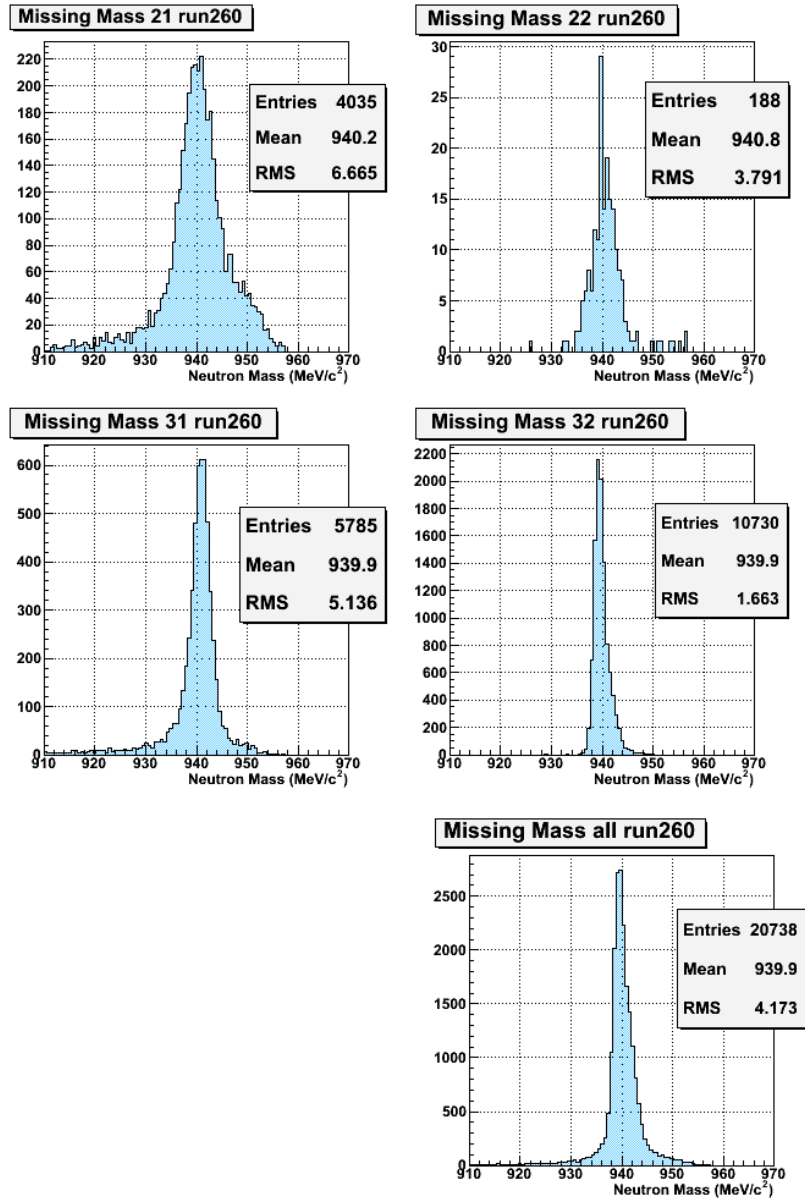 Missing Mass 21 run260
220
200
180
160
140
120
100
80
60
40
20
0
910 920 930 940 950 960 970
Neutron Mass (MeV/c²)
Entries 4035
Mean 940.2
RMS 6.665
Missing Mass 22 run260
30
25
20
15
10
5
0
910 920 930 940 950 960 970
Neutron Mass (MeV/c²)
Entries 188
Mean 940.8
RMS 3.791
Missing Mass 31 run260
600
500
400
300
200
100
0
910 920 930 940 950 960 970
Neutron Mass (MeV/c²)
Entries 5785
Mean 939.9
RMS 5.136
Missing Mass 32 run260
2200
2000
1800
1600
1400
1200
1000
800
600
400
200
0
910 920 930 940 950 960 970
Neutron Mass (MeV/c²)
Entries 10730
Mean 939.9
RMS 1.663
Missing Mass all run260
2500
2000
1500
1000
500
0
910 920 930 940 950 960 970
Neutron Mass (MeV/c²)
Entries 20738
Mean 939.9
RMS 4.173